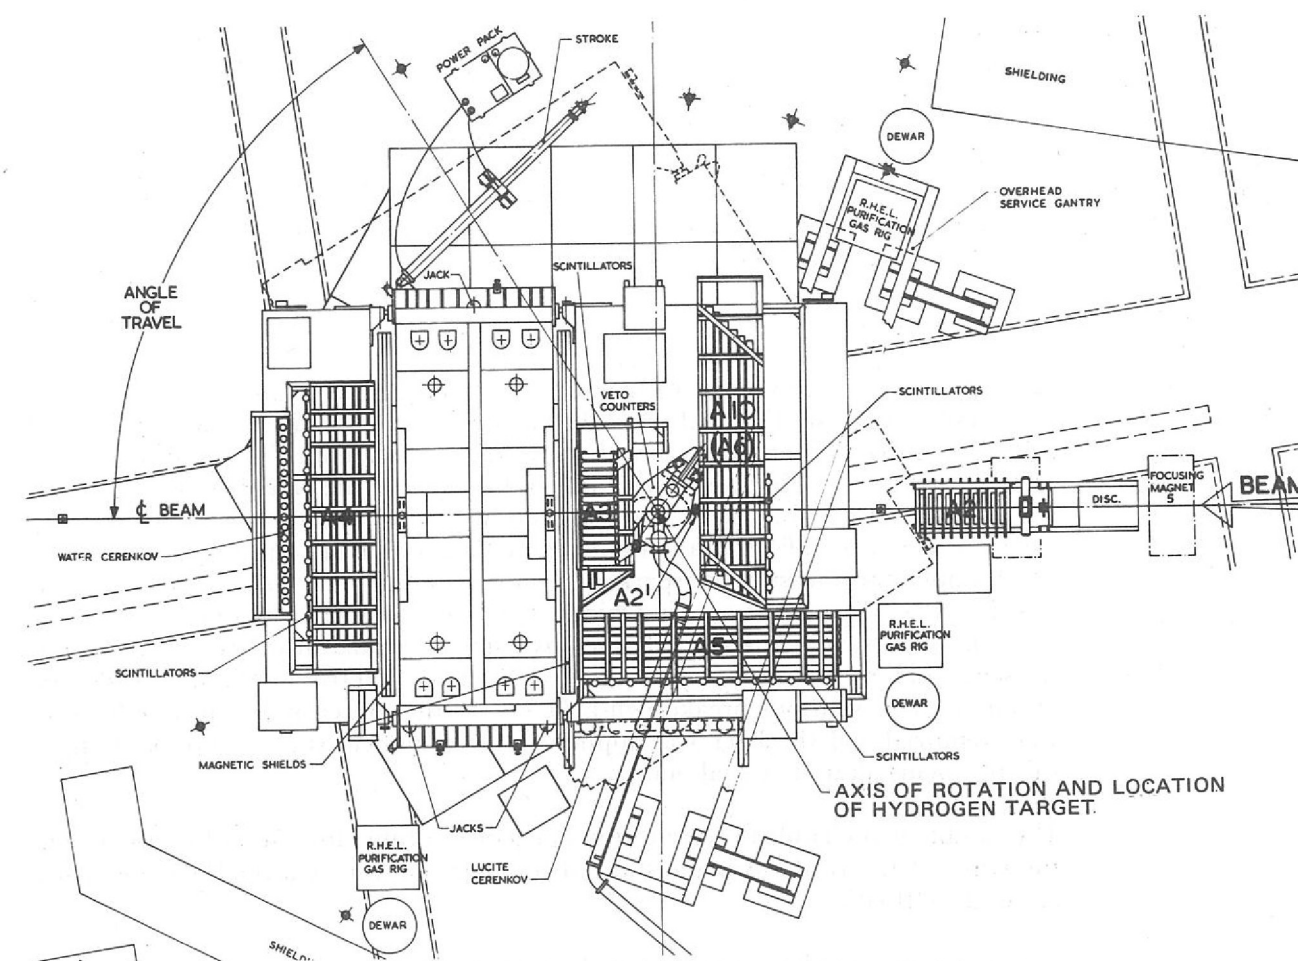 POWER PACK
STROKE
SHIELDING
DEWAR
OVERHEAD
SERVICE GANTRY
R.H.E.L.
PURIFICATION
GAS RIG
JACK
SCINTILLATORS
ANGLE
OF
TRAVEL
VETO
COUNTERS
SCINTILLATORS
A10
(A6)
FOCUSING
MAGNET
5
BEAM
℄ BEAM
A4
A3
A2
DISC.
WATER CERENKOV
A2'
R.H.E.L.
PURIFICATION
GAS RIG
A5
SCINTILLATORS
DEWAR
MAGNETIC SHIELDS
SCINTILLATORS
AXIS OF ROTATION AND LOCATION
OF HYDROGEN TARGET.
JACKS
R.H.E.L.
PURIFICATION
GAS RIG
LUCITE
CERENKOV
DEWAR
SHIELDIN